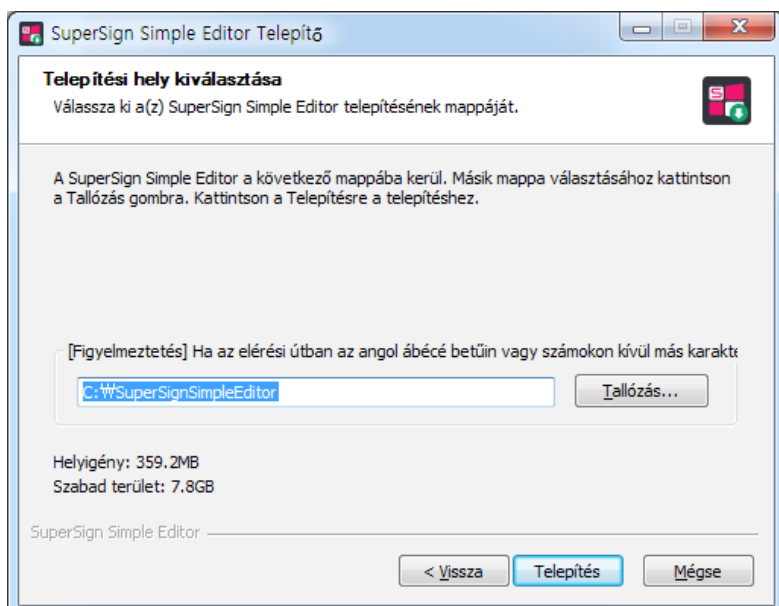 SuperSign Simple Editor Telepítő
Telepítési hely kiválasztása
Válassza ki a(z) SuperSign Simple Editor telepítésének mappáját.
S
A SuperSign Simple Editor a következő mappába kerül. Másik mappa választásához kattintson
a Tallózás gombra. Kattintson a Telepítésre a telepítéshez.
[Figyelmeztetés] Ha az elérési útban az angol ábécé betűin vagy számokon kívül más karakte
C:₩SuperSignSimpleEditor
Tallózás...
Helyigény: 359.2MB
Szabad terület: 7.8GB
SuperSign Simple Editor
< Vissza
Telepítés
Mégse